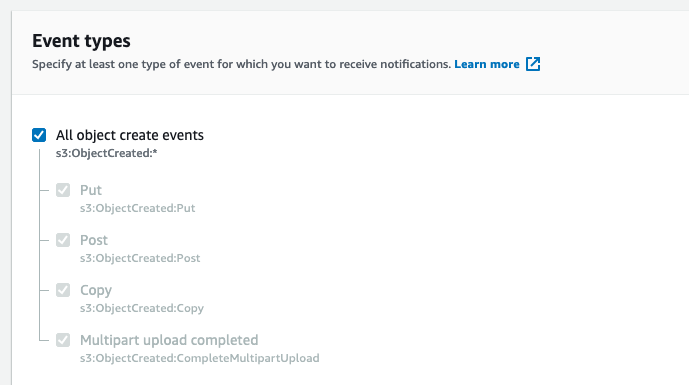 Event types
Specify at least one type of event for which you want to receive notifications. Learn more
All object create events
s3:ObjectCreated:*
Put
s3:ObjectCreated:Put
Post
s3:ObjectCreated:Post
Copy
s3:ObjectCreated:Copy
Multipart upload completed
s3:ObjectCreated:CompleteMultipartUpload